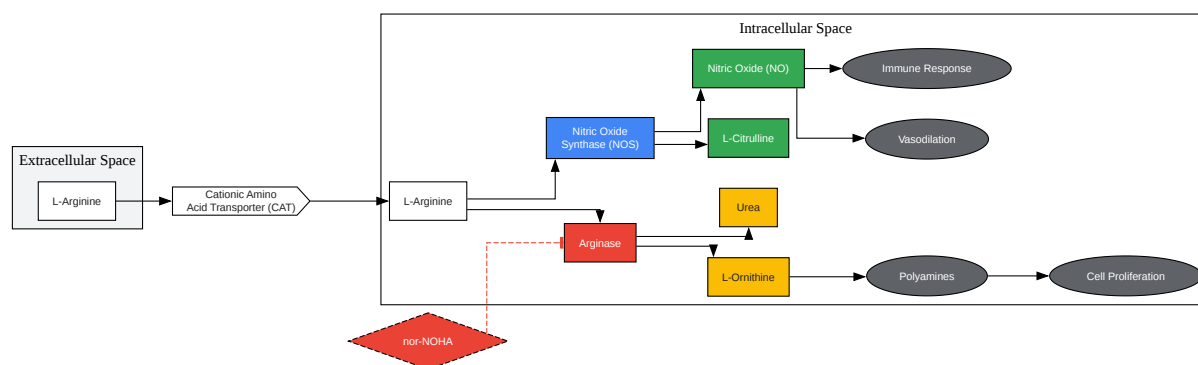 Intracellular Space
Nitric Oxide (NO)
Immune Response
Nitric Oxide
Synthase (NOS)
L-Citrulline
Vasodilation
Extracellular Space
L-Arginine
Cationic Amino
Acid Transporter (CAT)
L-Arginine
Urea
Arginase
L-Ornithine
Polyamines
Cell Proliferation
nor-NOHA